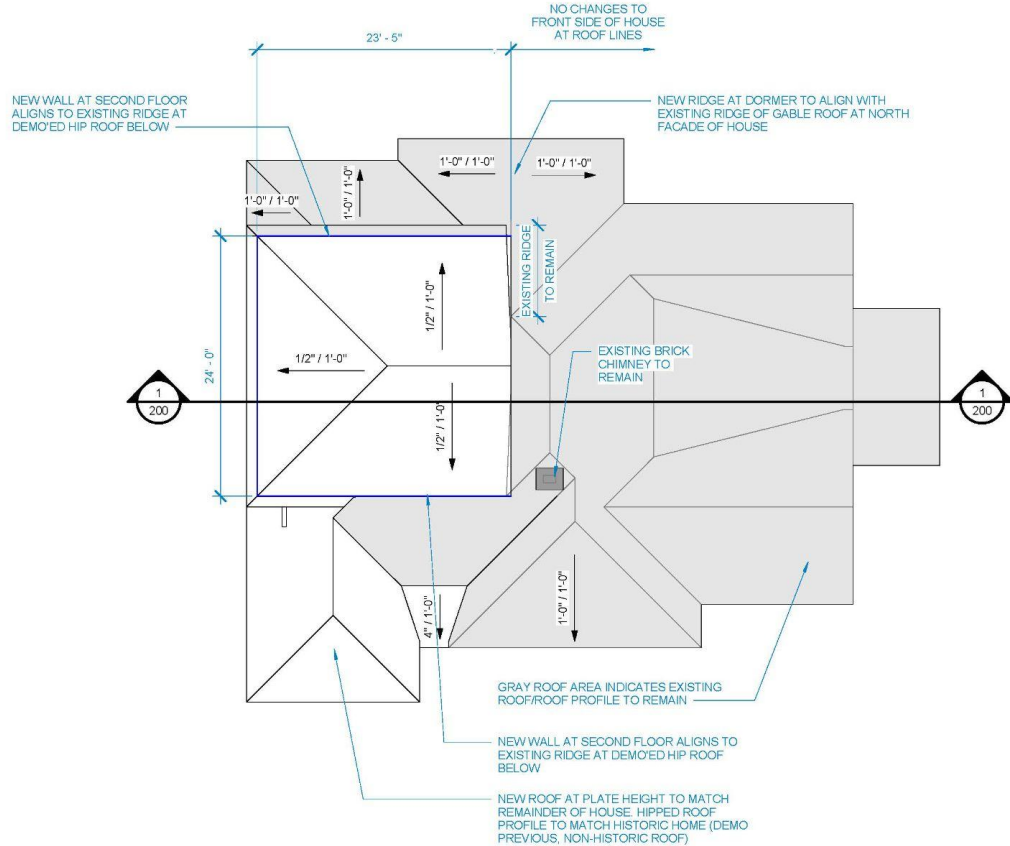 NO CHANGES TO
FRONT SIDE OF HOUSE
AT ROOF LINES
23' - 5"
NEW WALL AT SECOND FLOOR
ALIGNS TO EXISTING RIDGE AT
DEMO'ED HIP ROOF BELOW
NEW RIDGE AT DORMER TO ALIGN WITH
EXISTING RIDGE OF GABLE ROOF AT NORTH
FACADE OF HOUSE
1'-0" / 1'-0"
1'-0" / 1'-0"
1'-0" / 1'-0"
1'-0" / 1'-0"
EXISTING RIDGE
TO REMAIN
24' - 0"
1/2" / 1'-0"
1/2" / 1'-0"
1/2" / 1'-0"
EXISTING BRICK
CHIMNEY TO
REMAIN
1
200
1
200
4" / 1'-0"
1'-0" / 1'-0"
GRAY ROOF AREA INDICATES EXISTING
ROOF/ROOF PROFILE TO REMAIN
NEW WALL AT SECOND FLOOR ALIGNS TO
EXISTING RIDGE AT DEMO'ED HIP ROOF
BELOW
NEW ROOF AT PLATE HEIGHT TO MATCH
REMAINDER OF HOUSE. HIPPED ROOF
PROFILE TO MATCH HISTORIC HOME (DEMO
PREVIOUS, NON-HISTORIC ROOF)